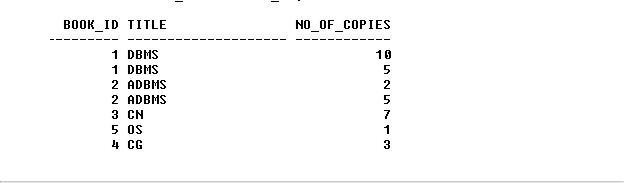 BOOK_ID TITLE NO_OF_COPIES
--------- -------------------- ------------
1 DBMS 10
1 DBMS 5
2 ADBMS 2
2 ADBMS 5
3 CN 7
5 OS 1
4 CG 3